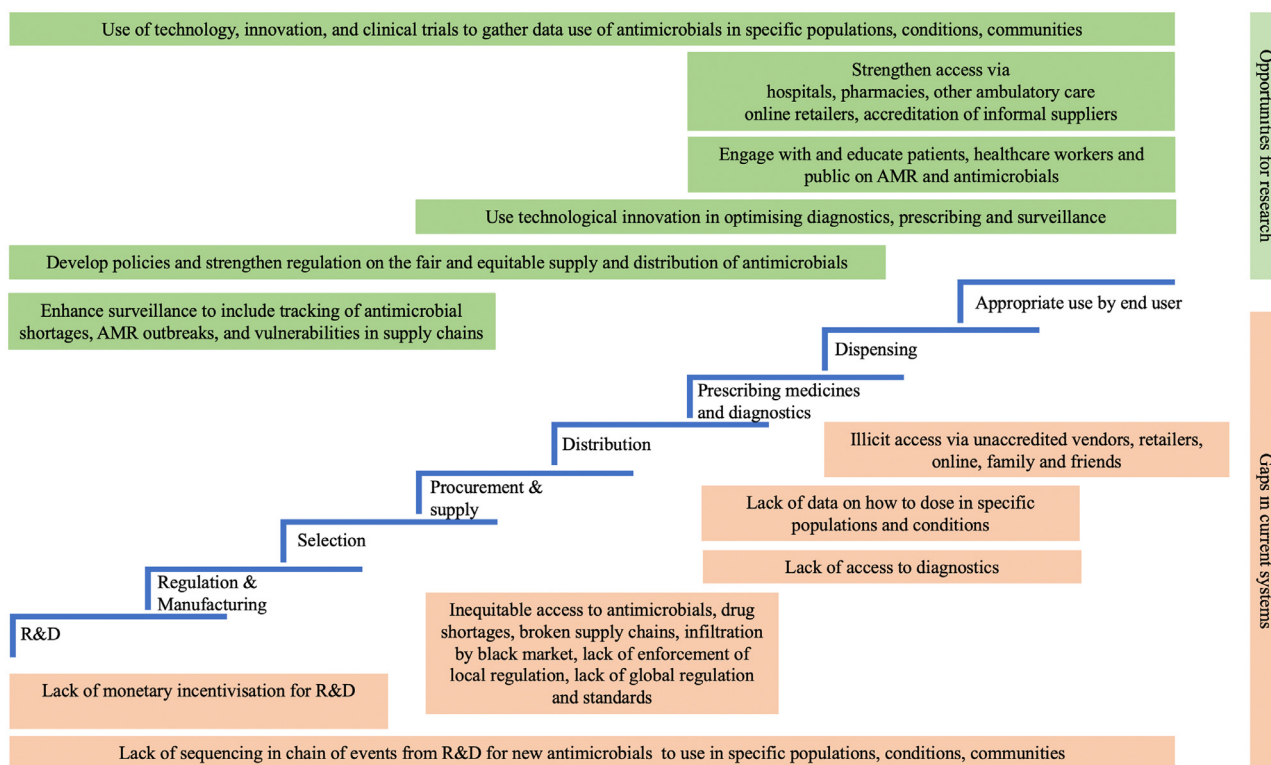 Use of technology, innovation, and clinical trials to gather data use of antimicrobials in specific populations, conditions, communities
Strengthen access via
hospitals, pharmacies, other ambulatory care
online retailers, accreditation of informal suppliers
Engage with and educate patients, healthcare workers and
public on AMR and antimicrobials
Use technological innovation in optimising diagnostics, prescribing and surveillance
Develop policies and strengthen regulation on the fair and equitable supply and distribution of antimicrobials
Enhance surveillance to include tracking of antimicrobial
shortages, AMR outbreaks, and vulnerabilities in supply chains
Opportunities for research
Appropriate use by end user
Dispensing
Prescribing medicines
and diagnostics
Distribution
Procurement &
supply
Selection
Regulation &
Manufacturing
R&D
Illicit access via unaccredited vendors, retailers,
online, family and friends
Lack of data on how to dose in specific
populations and conditions
Lack of access to diagnostics
Inequitable access to antimicrobials, drug
shortages, broken supply chains, infiltration
by black market, lack of enforcement of
local regulation, lack of global regulation
and standards
Lack of monetary incentivisation for R&D
Lack of sequencing in chain of events from R&D for new antimicrobials to use in specific populations, conditions, communities
Gaps in current systems